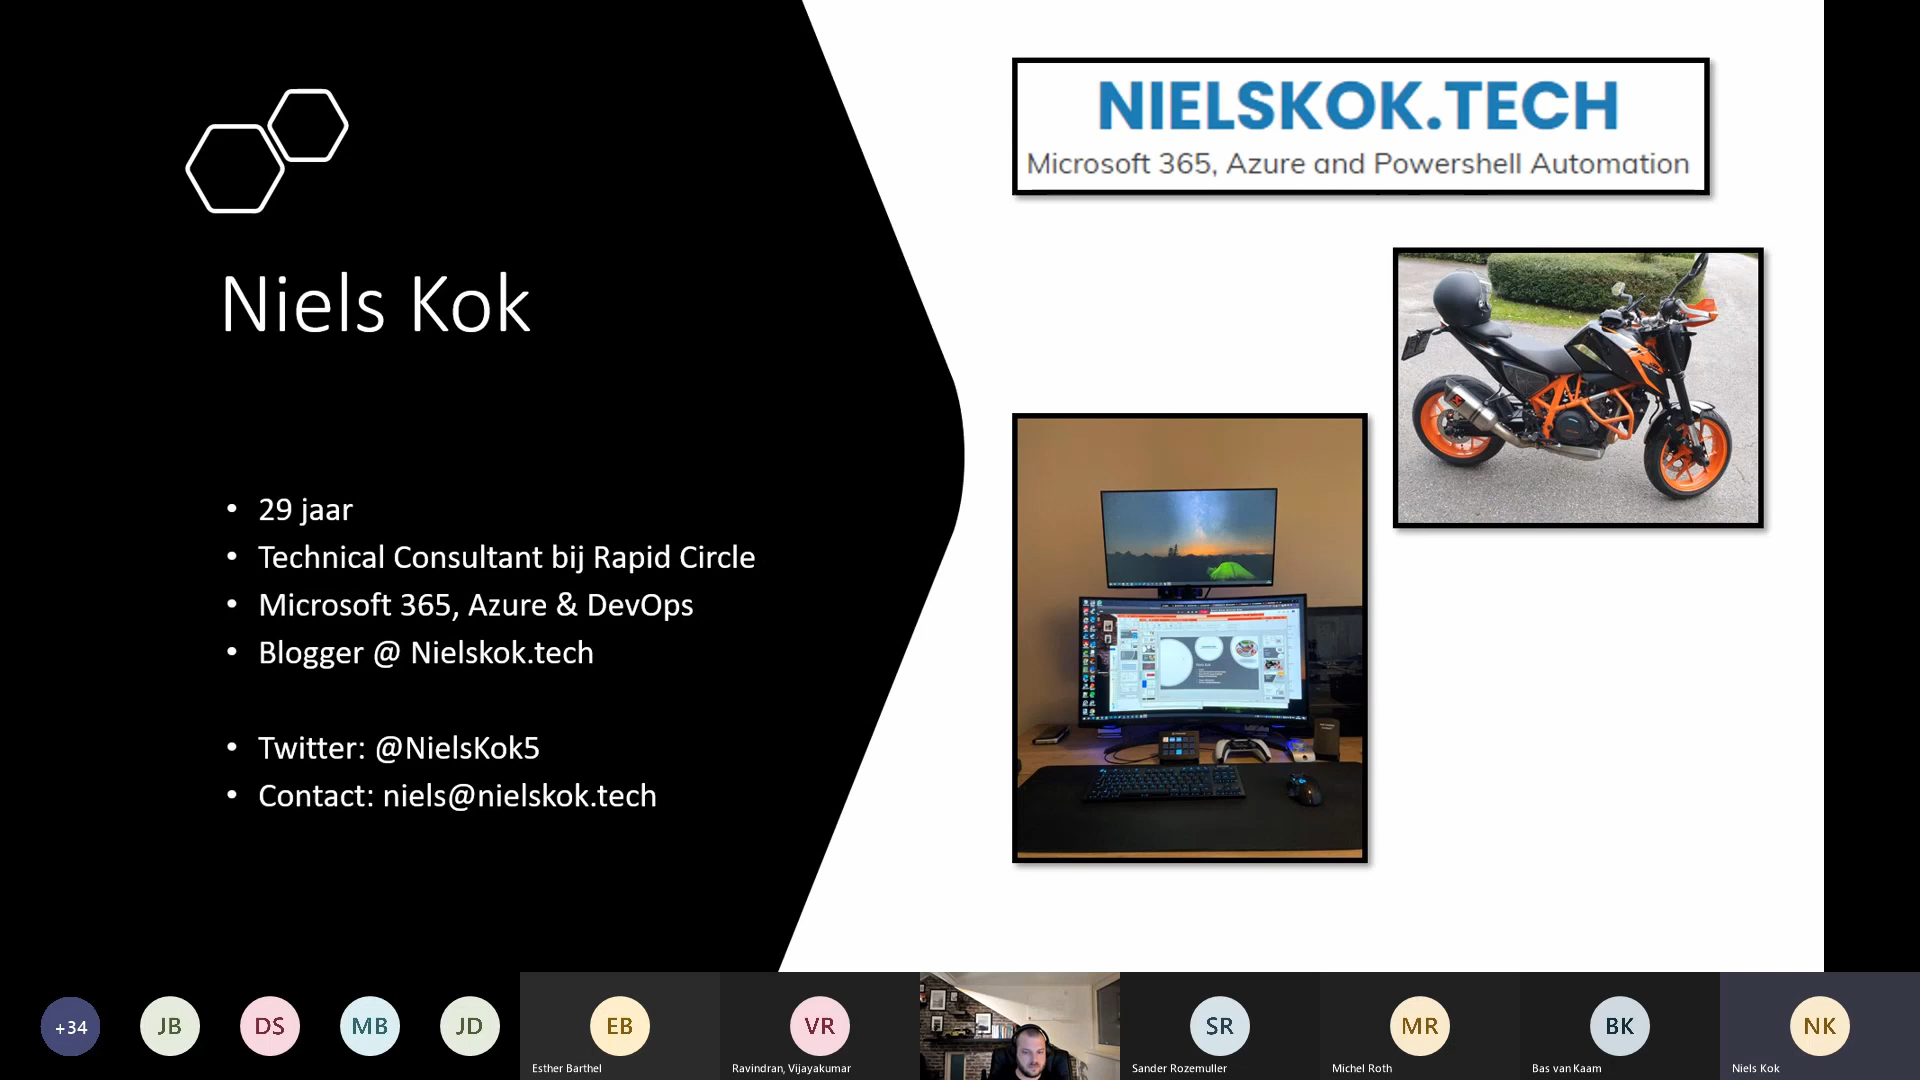 NIELSKOK.TECH
Microsoft 365, Azure and Powershell Automation
Niels Kok
• 29 jaar
• Technical Consultant bij Rapid Circle
• Microsoft 365, Azure & DevOps
• Blogger @ Nielskok.tech
• Twitter: @NielsKok5
• Contact: niels@nielskok.tech
+34
JB
DS
MB
JD
EB
Esther Barthel
VR
Ravindran, Vijayakumar
SR
Sander Rozemuller
MR
Michel Roth
BK
Bas van Kaam
NK
Niels Kok